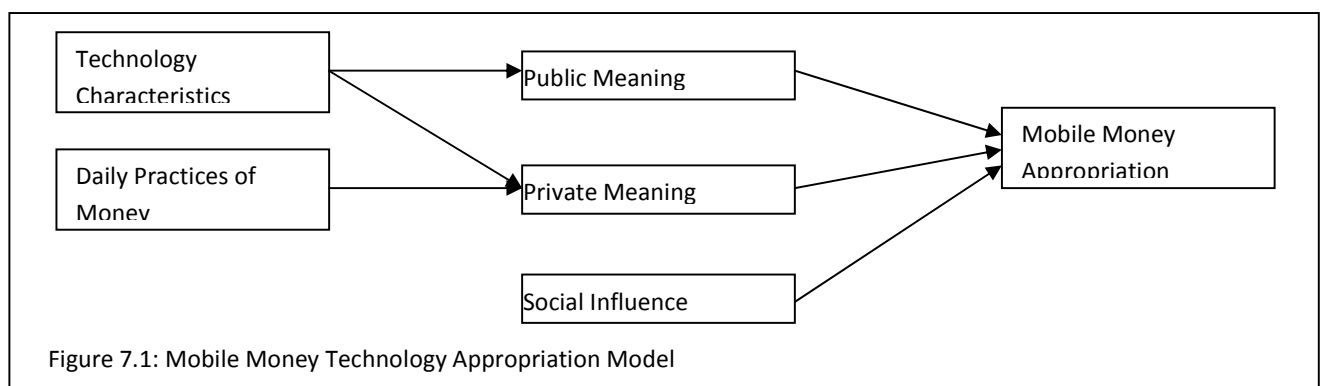 Technology
Characteristics
Public Meaning
Mobile Money
Appropriation
Daily Practices of
Money
Private Meaning
Social Influence
Figure 7.1: Mobile Money Technology Appropriation Model